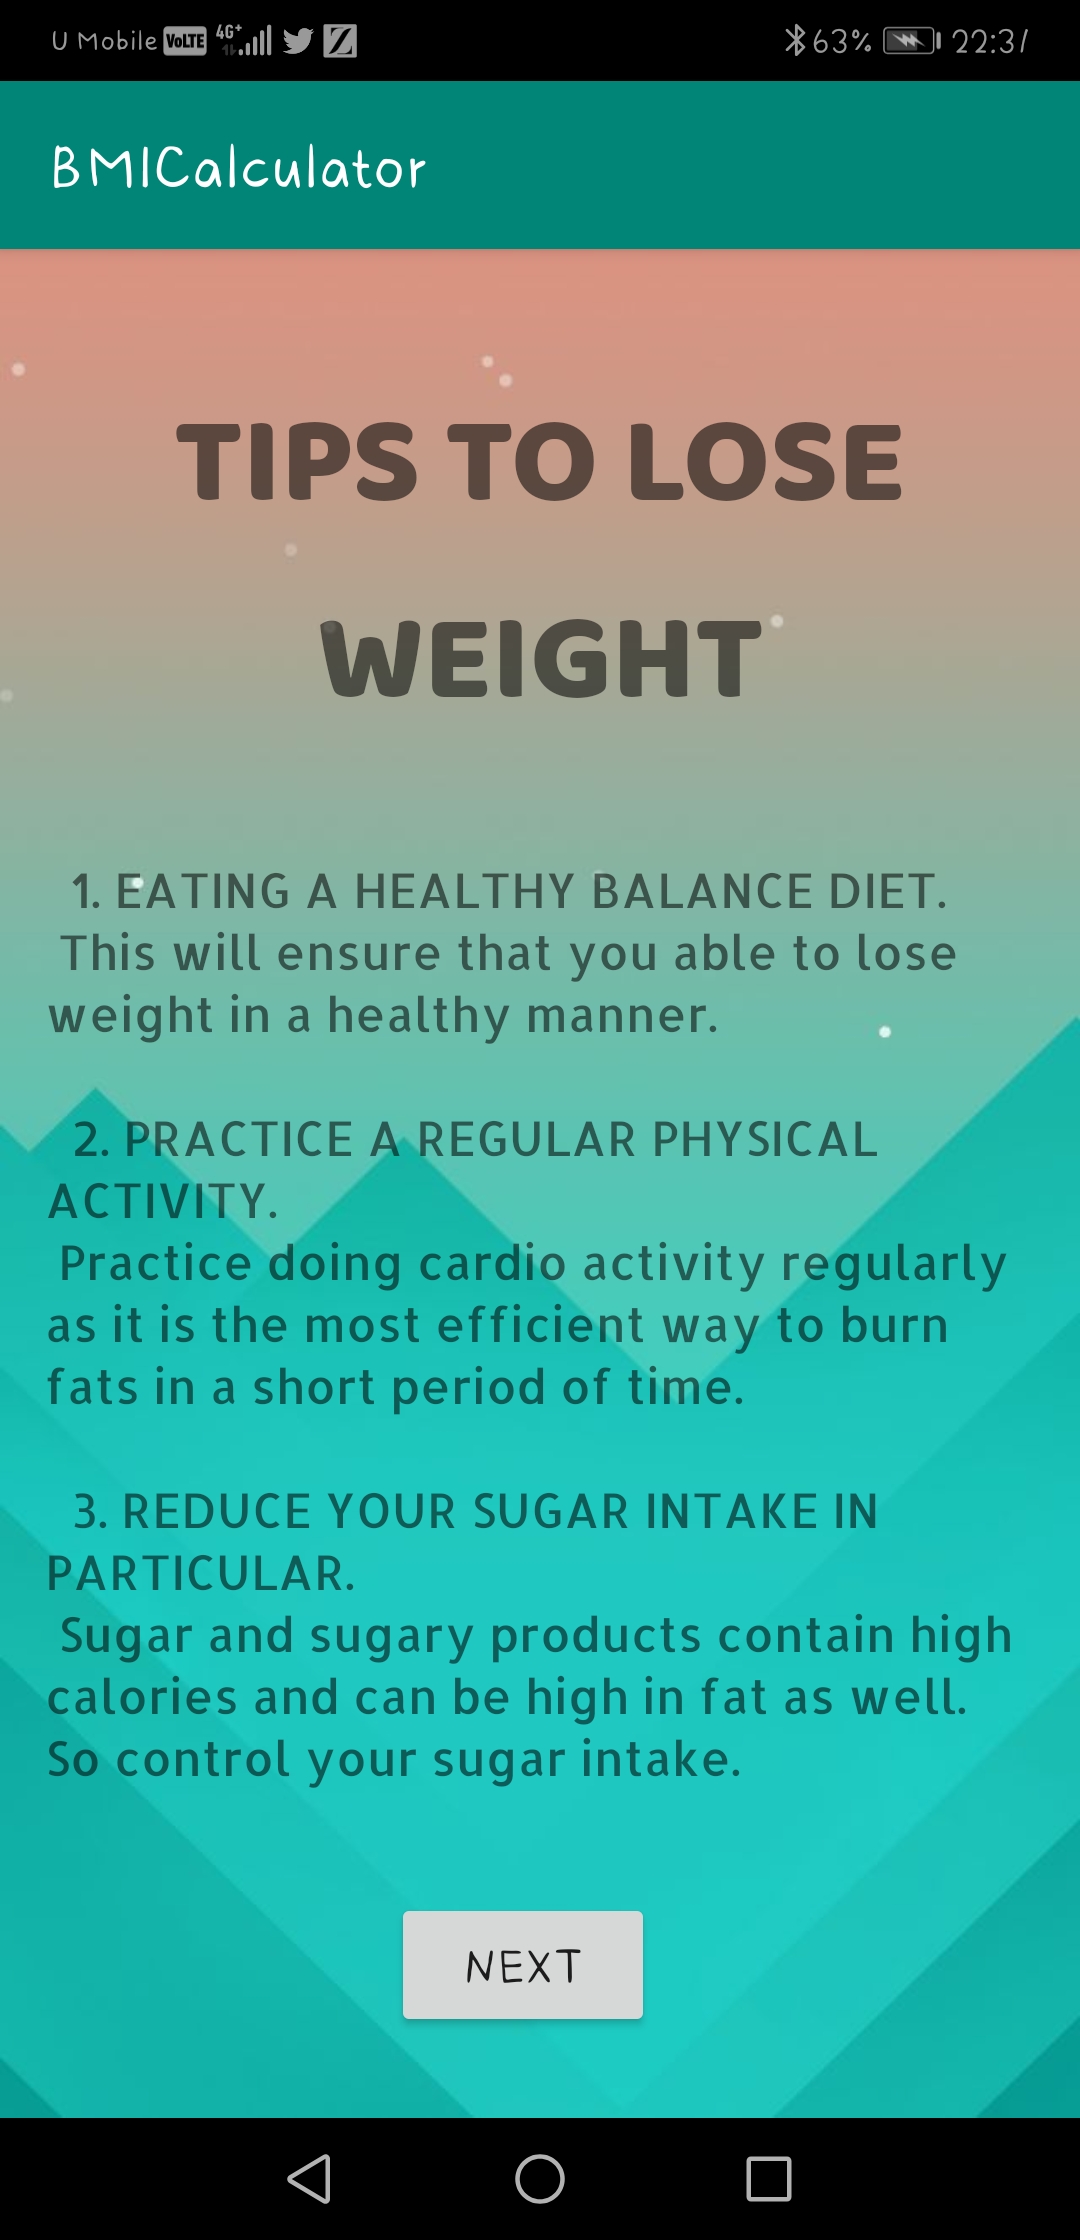 U Mobile VoLTE 4G+ 63% 22:37
BMICalculator
TIPS TO LOSE
WEIGHT
1. EATING A HEALTHY BALANCE DIET.
This will ensure that you able to lose
weight in a healthy manner.
2. PRACTICE A REGULAR PHYSICAL
ACTIVITY.
Practice doing cardio activity regularly
as it is the most efficient way to burn
fats in a short period of time.
3. REDUCE YOUR SUGAR INTAKE IN
PARTICULAR.
Sugar and sugary products contain high
calories and can be high in fat as well.
So control your sugar intake.
NEXT